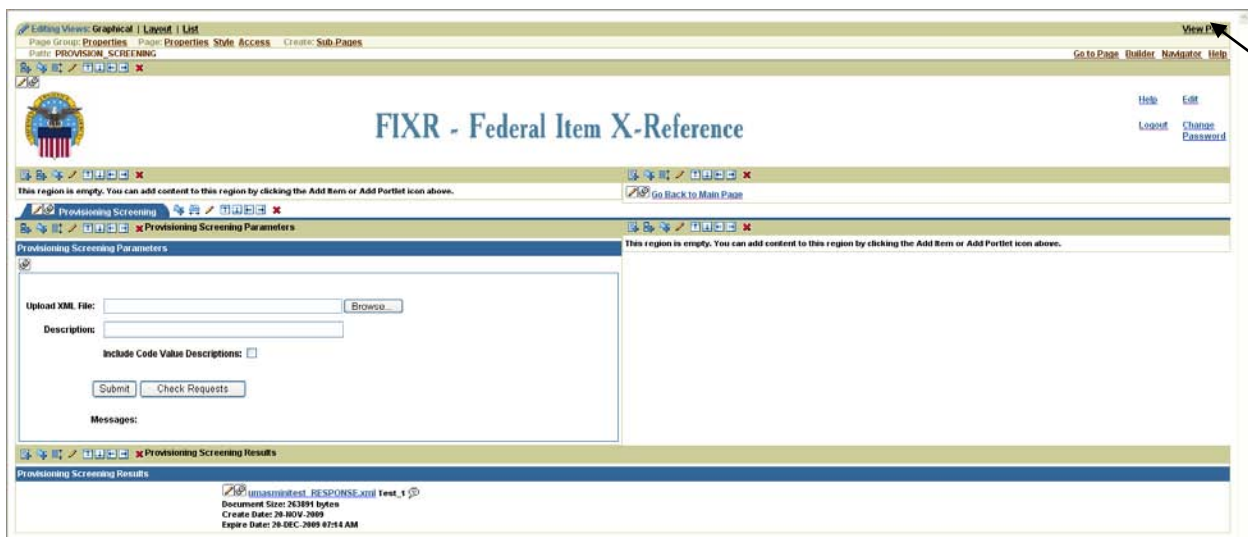 Editing Views: Graphical | Layout | List
View P
Page Group: Properties Page: Properties Style Access Create: Sub-Pages
Path: PROVISION_SCREENING
Go to Page Builder Navigator Help
FIXR - Federal Item X-Reference
Help Edit
Logout Change Password
This region is empty. You can add content to this region by clicking the Add Item or Add Portlet icon above.
Go Back to Main Page
Provisioning Screening
Provisioning Screening Parameters
Provisioning Screening Parameters
This region is empty. You can add content to this region by clicking the Add Item or Add Portlet icon above.
Upload XML File: Browse...
Description:
Include Code Value Descriptions:
Submit Check Requests
Messages:
Provisioning Screening Results
Provisioning Screening Results
umasminitest_RESPONSE.xml Test_1
Document Size: 263891 bytes
Create Date: 20-NOV-2009
Expire Date: 20-DEC-2009 07:14 AM